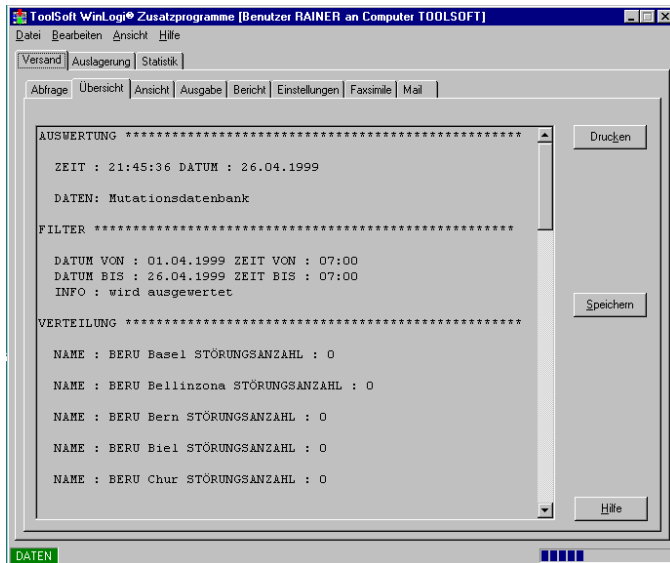 ToolSoft WinLogi® Zusatzprogramme [Benutzer RAINER an Computer TOOLSOFT]
Datei Bearbeiten Ansicht Hilfe
Versand Auslagerung Statistik
Abfrage Übersicht Ansicht Ausgabe Bericht Einstellungen Faxsimile Mail
AUSWERTUNG **************************************************
ZEIT : 21:45:36 DATUM : 26.04.1999
DATEN: Mutationsdatenbank
FILTER *****************************************************
DATUM VON : 01.04.1999 ZEIT VON : 07:00
DATUM BIS : 26.04.1999 ZEIT BIS : 07:00
INFO : wird ausgewertet
VERTEILUNG **************************************************
NAME : BERU Basel STÖRUNGSANZAHL : 0
NAME : BERU Bellinzona STÖRUNGSANZAHL : 0
NAME : BERU Bern STÖRUNGSANZAHL : 0
NAME : BERU Biel STÖRUNGSANZAHL : 0
NAME : BERU Chur STÖRUNGSANZAHL : 0
Drucken
Speichern
Hilfe
DATEN